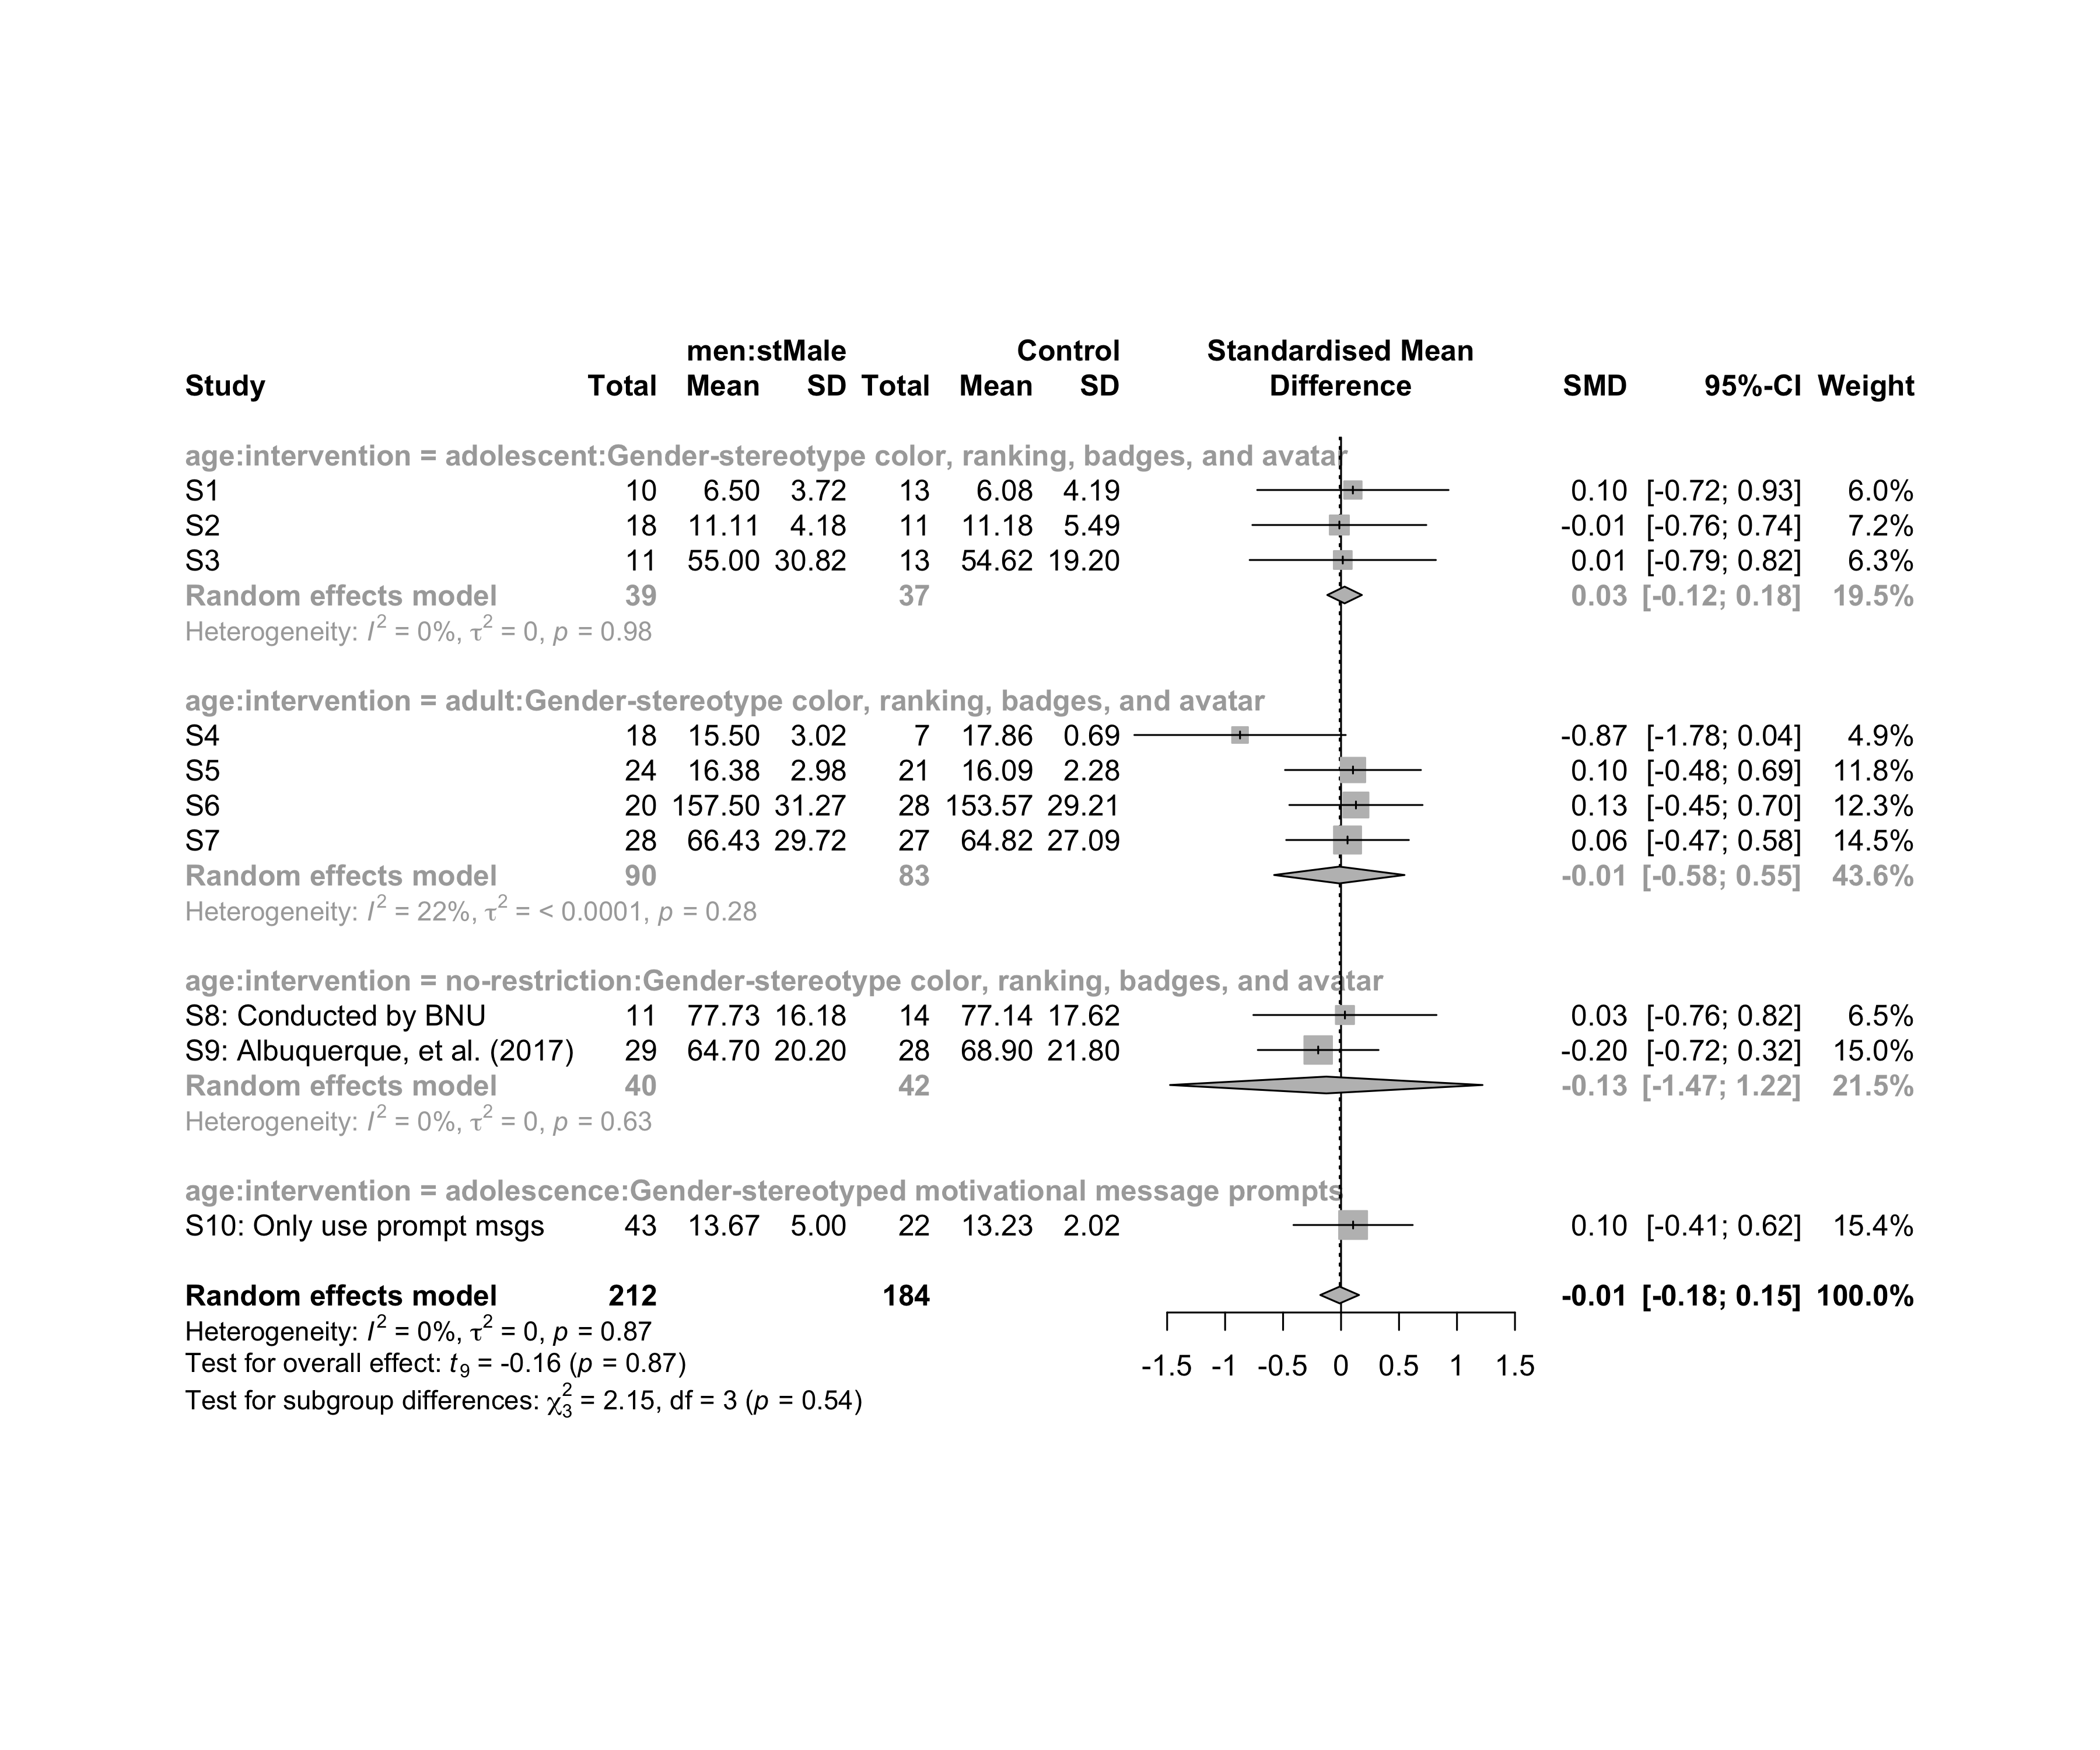 men:stMale Control Standardised Mean
Study Total Mean SD Total Mean SD Difference SMD 95%-CI Weight
age:intervention = adolescent:Gender-stereotype color, ranking, badges, and avatar
S1 10 6.50 3.72 13 6.08 4.19 0.10 [-0.72; 0.93] 6.0%
S2 18 11.11 4.18 11 11.18 5.49 -0.01 [-0.76; 0.74] 7.2%
S3 11 55.00 30.82 13 54.62 19.20 0.01 [-0.79; 0.82] 6.3%
Random effects model 39 37 0.03 [-0.12; 0.18] 19.5%
Heterogeneity: I² = 0%, τ² = 0, p = 0.98
age:intervention = adult:Gender-stereotype color, ranking, badges, and avatar
S4 18 15.50 3.02 7 17.86 0.69 -0.87 [-1.78; 0.04] 4.9%
S5 24 16.38 2.98 21 16.09 2.28 0.10 [-0.48; 0.69] 11.8%
S6 20 157.50 31.27 28 153.57 29.21 0.13 [-0.45; 0.70] 12.3%
S7 28 66.43 29.72 27 64.82 27.09 0.06 [-0.47; 0.58] 14.5%
Random effects model 90 83 -0.01 [-0.58; 0.55] 43.6%
Heterogeneity: I² = 22%, τ² = < 0.0001, p = 0.28
age:intervention = no-restriction:Gender-stereotype color, ranking, badges, and avatar
S8: Conducted by BNU 11 77.73 16.18 14 77.14 17.62 0.03 [-0.76; 0.82] 6.5%
S9: Albuquerque, et al. (2017) 29 64.70 20.20 28 68.90 21.80 -0.20 [-0.72; 0.32] 15.0%
Random effects model 40 42 -0.13 [-1.47; 1.22] 21.5%
Heterogeneity: I² = 0%, τ² = 0, p = 0.63
age:intervention = adolescence:Gender-stereotyped motivational message prompts
S10: Only use prompt msgs 43 13.67 5.00 22 13.23 2.02 0.10 [-0.41; 0.62] 15.4%
Random effects model 212 184 -0.01 [-0.18; 0.15] 100.0%
Heterogeneity: I² = 0%, τ² = 0, p = 0.87
Test for overall effect: t₉ = -0.16 (p = 0.87)
-1.5 -1 -0.5 0 0.5 1 1.5
Test for subgroup differences: χ²₃ = 2.15, df = 3 (p = 0.54)